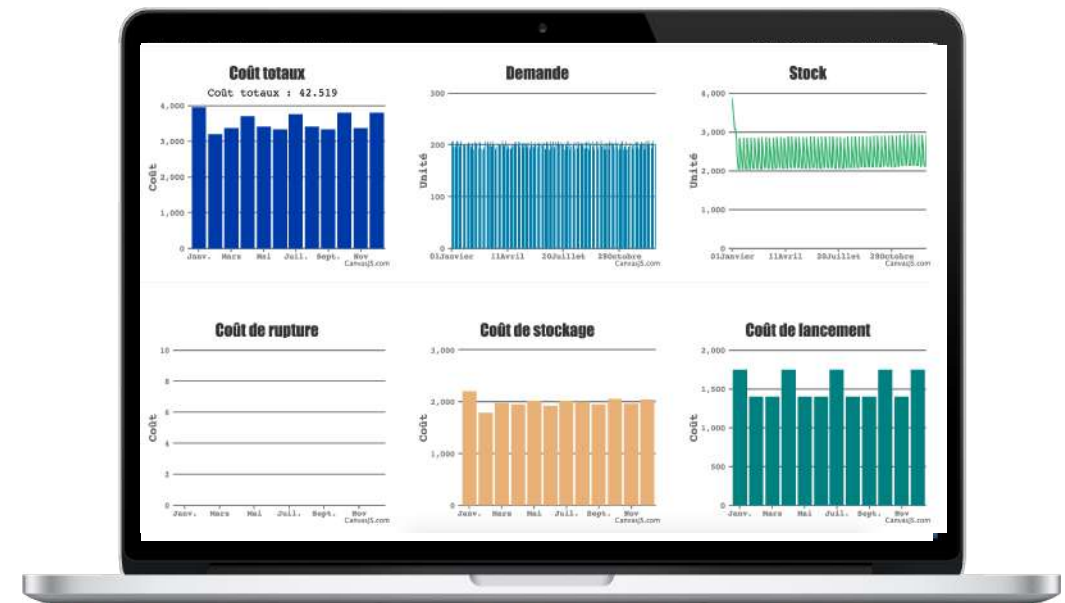 Coût totaux
Coût totaux : 42.519
4,000
3,000
2,000
1,000
0
Coût
Janv. Mars Mai Juil. Sept. Nov
CanvasJS.com
Demande
300
200
100
0
Unité
01Janvier 11Avril 20Juillet 28Octobre
CanvasJS.com
Stock
4,000
3,000
2,000
1,000
0
Unité
01Janvier 11Avril 20Juillet 28Octobre
CanvasJS.com
Coût de rupture
10
8
6
4
2
0
Coût
Janv. Mars Mai Juil. Sept. Nov
CanvasJS.com
Coût de stockage
3,000
2,000
1,000
0
Coût
Janv. Mars Mai Juil. Sept. Nov
CanvasJS.com
Coût de lancement
2,000
1,500
1,000
500
0
Coût
Janv. Mars Mai Juil. Sept. Nov
CanvasJS.com